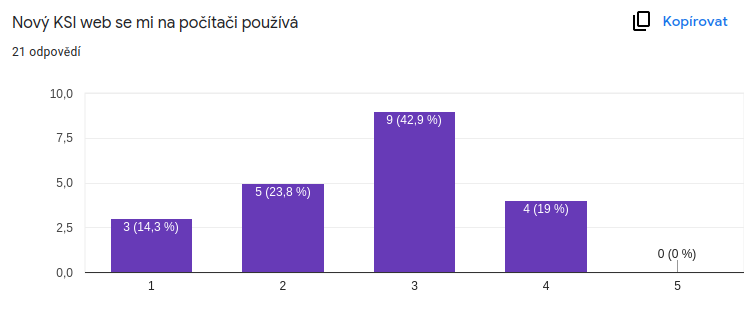 Nový KSI web se mi na počítači používá
Kopírovat
21 odpovědí
10,0
7,5
5,0
2,5
0,0
3 (14,3 %)
5 (23,8 %)
9 (42,9 %)
4 (19 %)
0 (0 %)
1
2
3
4
5